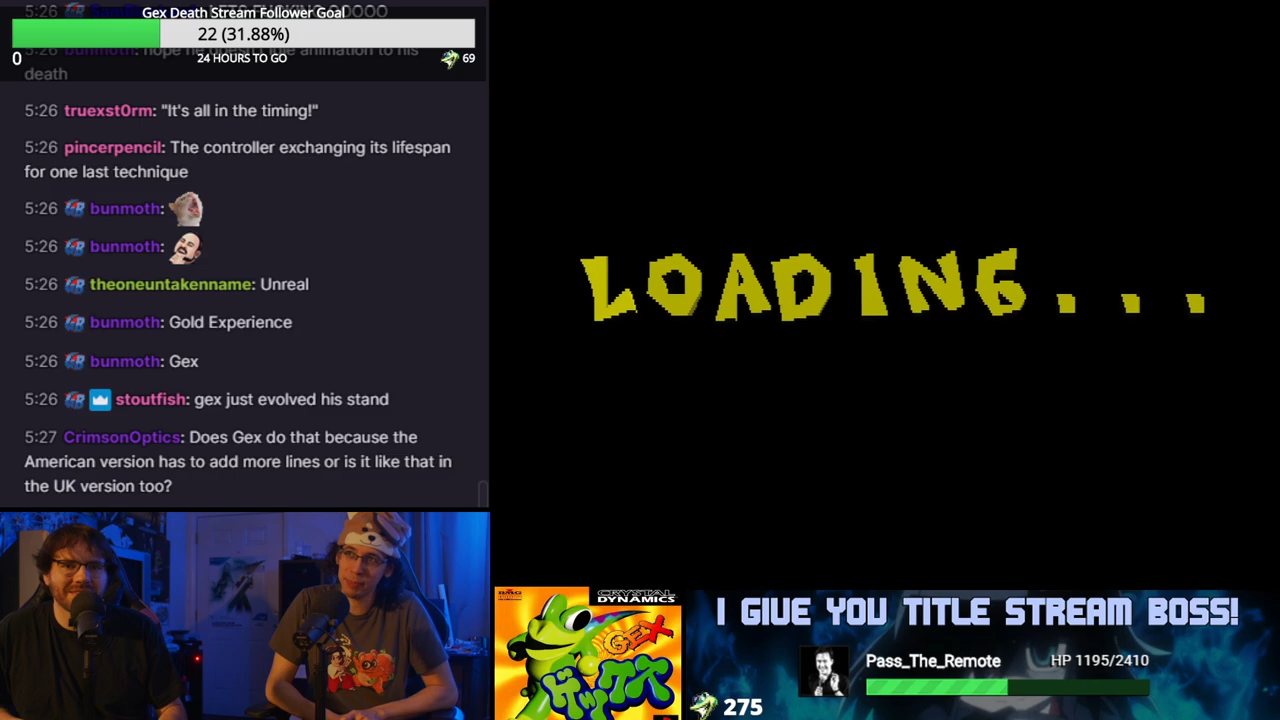 Gex Death Stream Follower Goal
22 (31.88%)
0
24 HOURS TO GO
69
death
5:26 truexst0rm: "It's all in the timing!"
5:26 pincerpencil: The controller exchanging its lifespan
for one last technique
5:26 bunmoth:
5:26 bunmoth:
5:26 theoneuntakenname: Unreal
5:26 bunmoth: Gold Experience
5:26 bunmoth: Gex
5:26 stoutfish: gex just evolved his stand
5:27 CrimsonOptics: Does Gex do that because the
American version has to add more lines or is it like that in
the UK version too?
LOADING...
BMG
CRYSTAL
DYNAMICS
GEX
ゲックス
I GIVE YOU TITLE STREAM BOSS!
Pass_The_Remote
HP 1195/2410
275